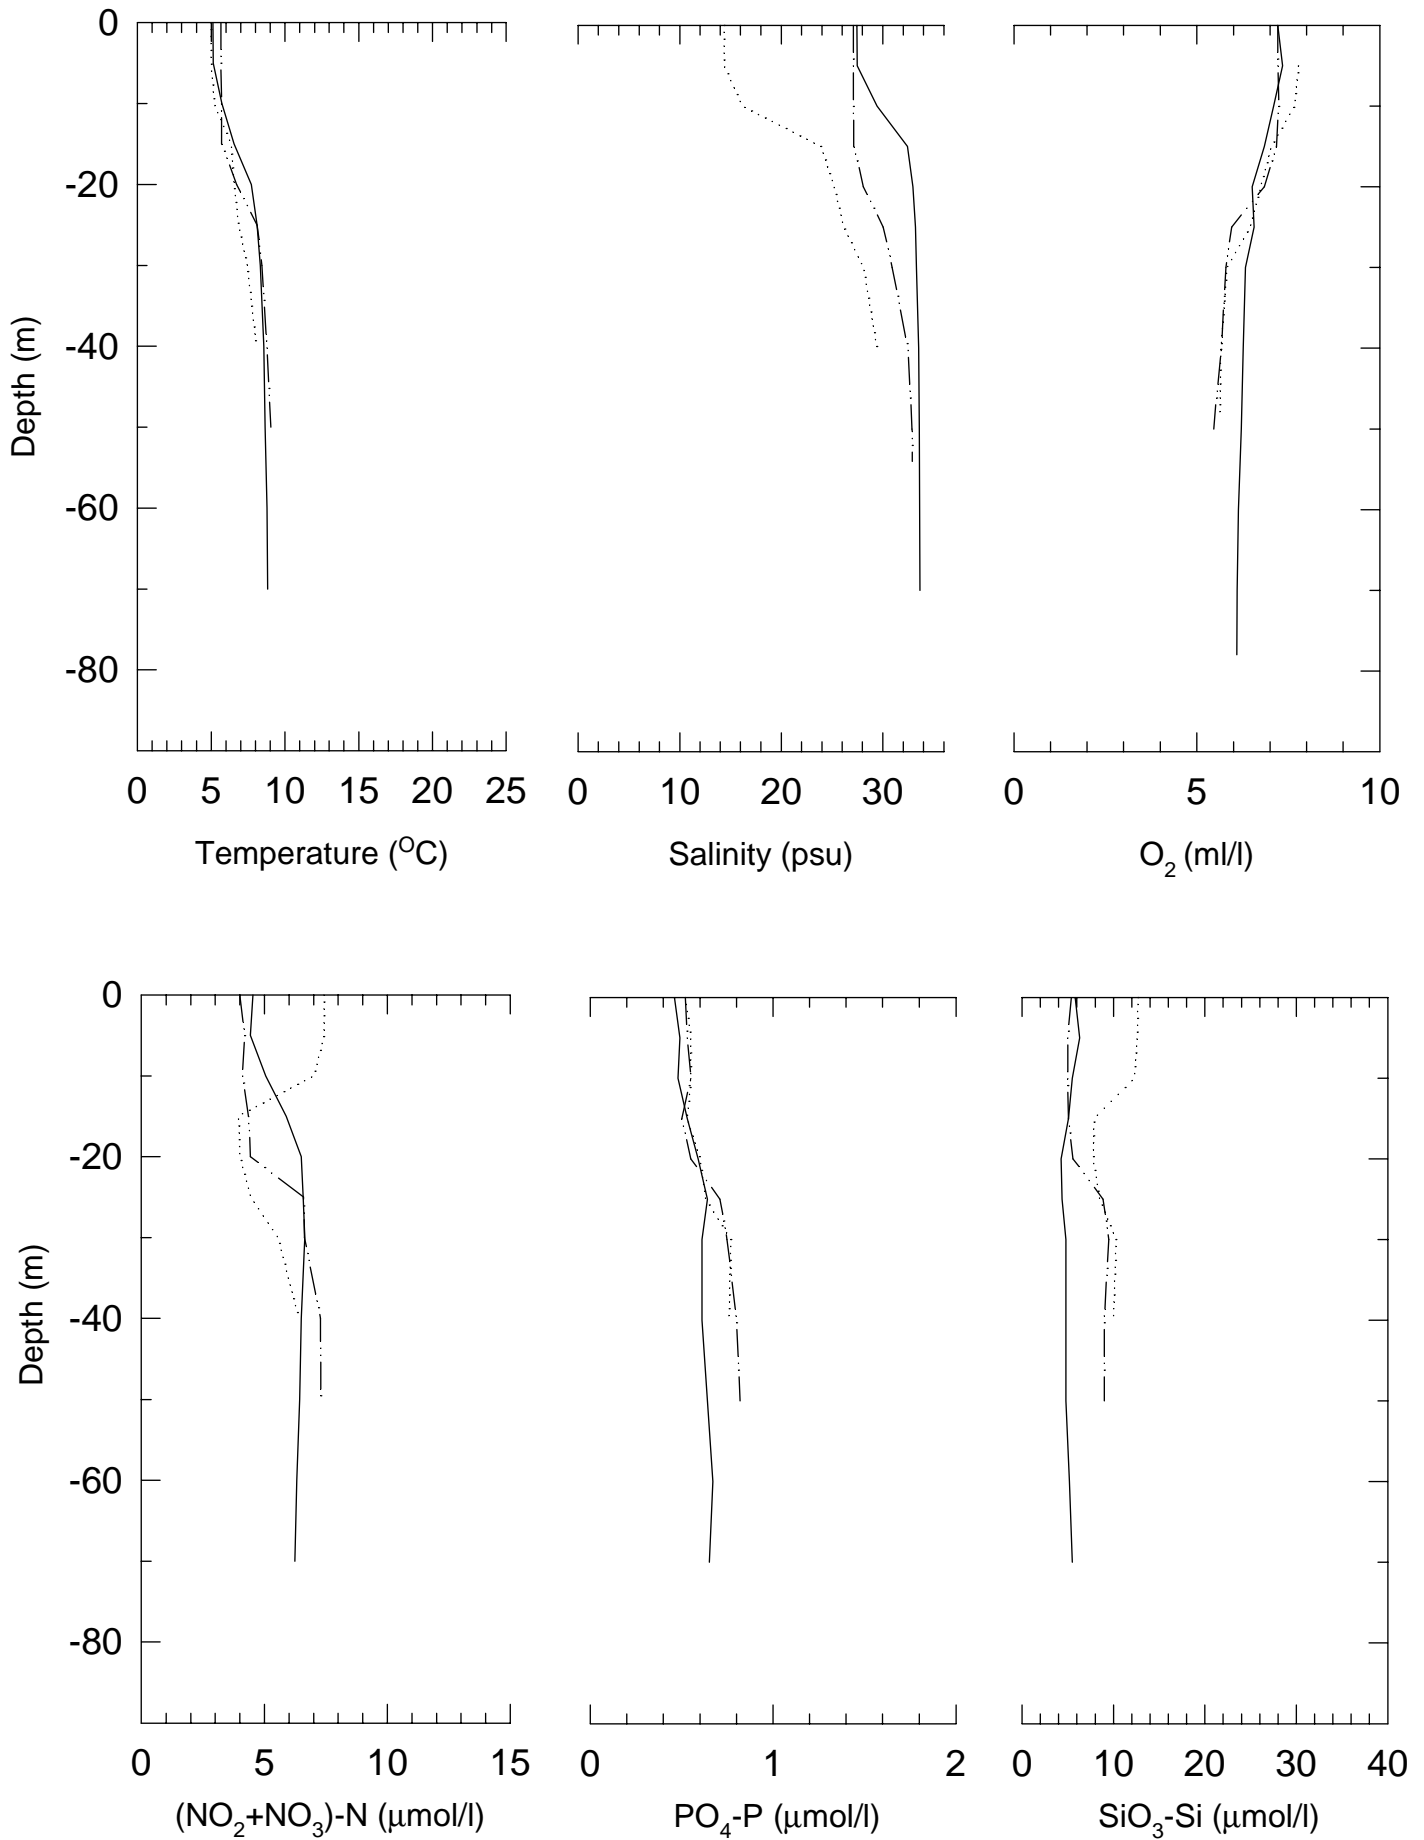 0
-20
-40
-60
-80
Depth (m)
0 5 10 15 20 25
Temperature (°C)
0 10 20 30
Salinity (psu)
0 5 10
O₂ (ml/l)
0
-20
-40
-60
-80
Depth (m)
0 5 10 15
(NO₂+NO₃)-N (µmol/l)
0 1 2
PO₄-P (µmol/l)
0 10 20 30 40
SiO₃-Si (µmol/l)